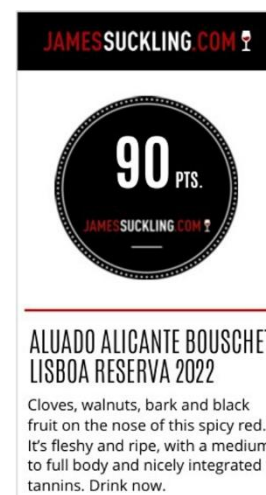 JAMESSUCKLING.COM
90 PTS.
JAMESSUCKLING.COM
ALUADO ALICANTE BOUSCHET
LISBOA RESERVA 2022
Cloves, walnuts, bark and black
fruit on the nose of this spicy red.
It's fleshy and ripe, with a medium
to full body and nicely integrated
tannins. Drink now.